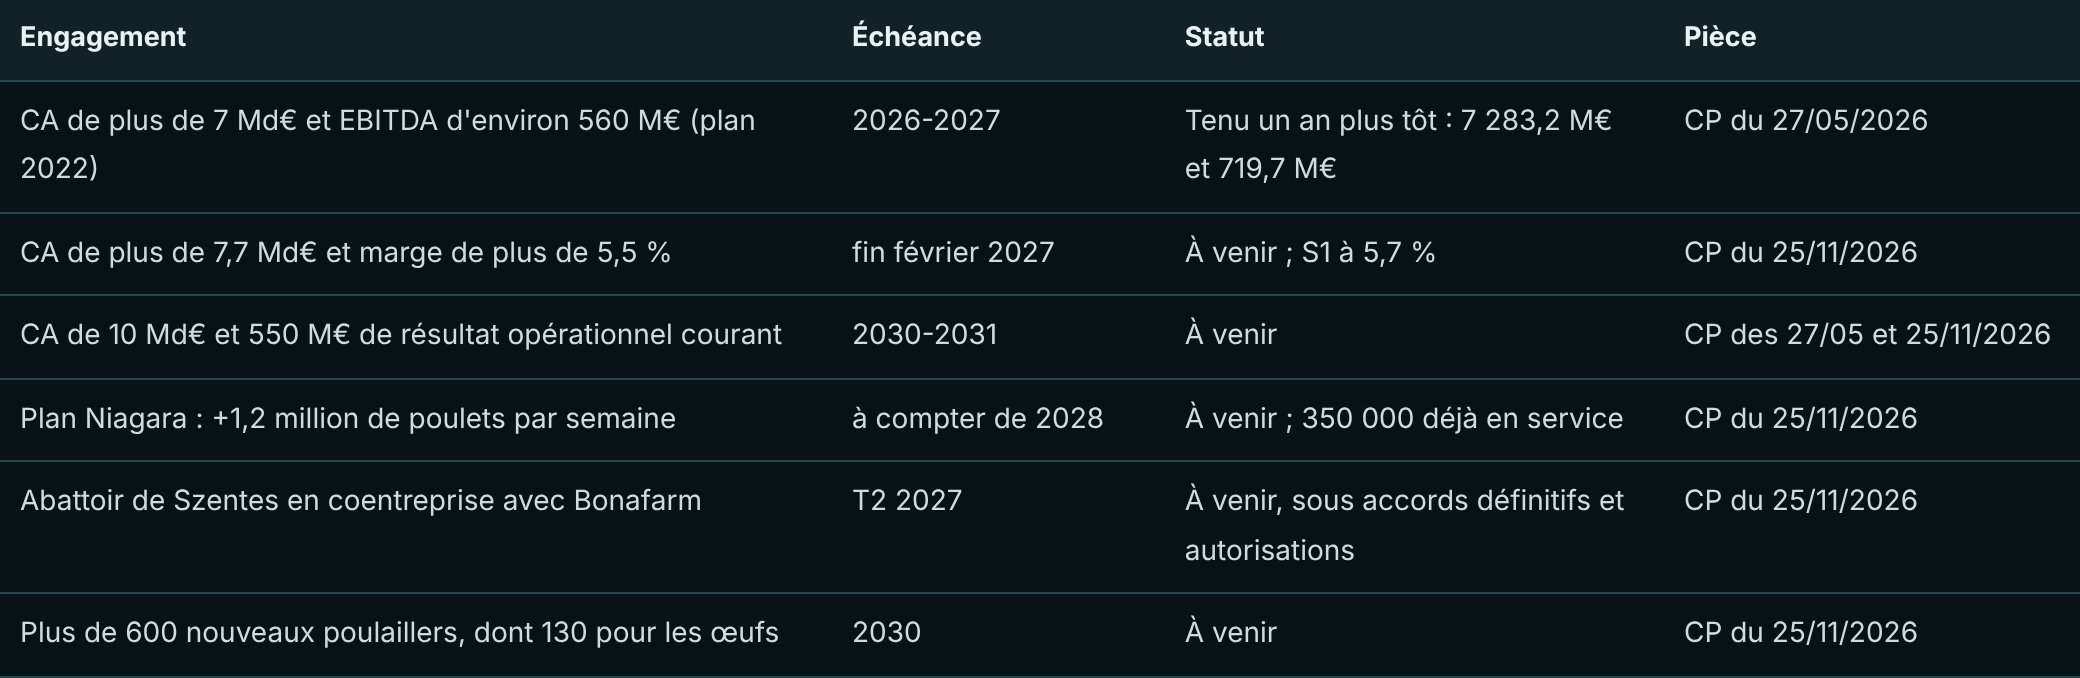 Engagement Échéance Statut Pièce
CA de plus de 7 Md€ et EBITDA d'environ 560 M€ (plan 2026-2027 Tenu un an plus tôt : 7 283,2 M€ CP du 27/05/2026
2022) et 719,7 M€
CA de plus de 7,7 Md€ et marge de plus de 5,5 % fin février 2027 À venir ; S1 à 5,7 % CP du 25/11/2026
CA de 10 Md€ et 550 M€ de résultat opérationnel courant 2030-2031 À venir CP des 27/05 et 25/11/2026
Plan Niagara : +1,2 million de poulets par semaine à compter de 2028 À venir ; 350 000 déjà en service CP du 25/11/2026
Abattoir de Szentes en coentreprise avec Bonafarm T2 2027 À venir, sous accords définitifs et CP du 25/11/2026
autorisations
Plus de 600 nouveaux poulaillers, dont 130 pour les œufs 2030 À venir CP du 25/11/2026